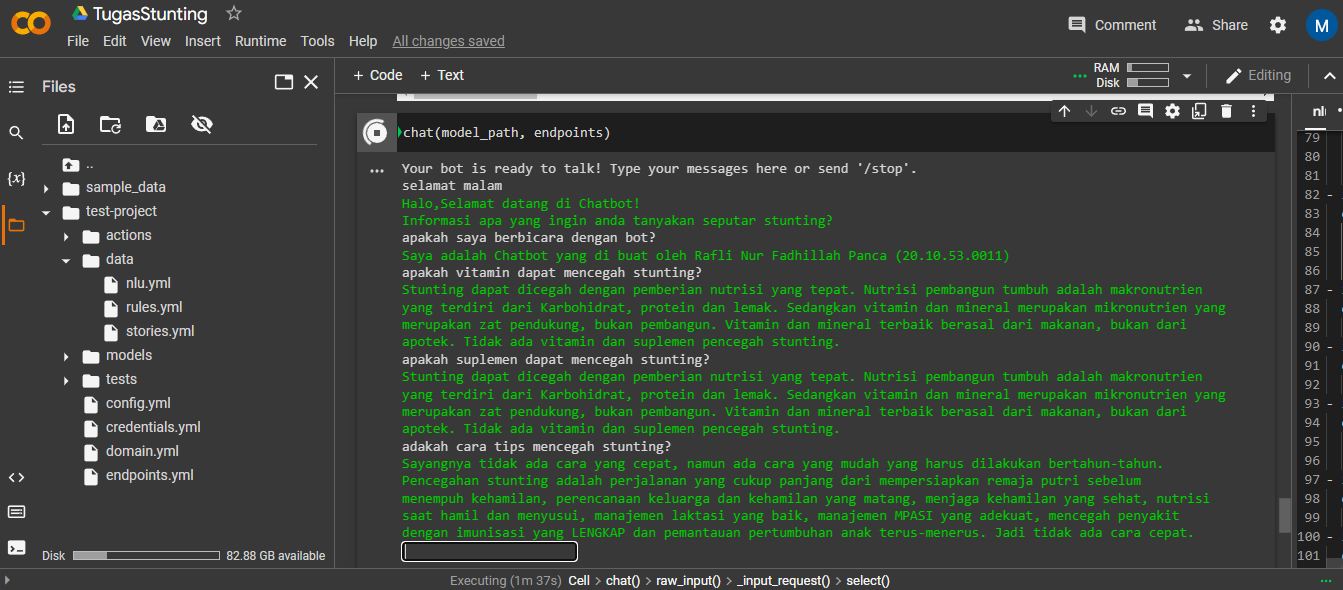 TugasStunting
File Edit View Insert Runtime Tools Help All changes saved
Comment Share M
Files
+ Code + Text
RAM
Disk
Editing
..
sample_data
test-project
actions
data
nlu.yml
rules.yml
stories.yml
models
tests
config.yml
credentials.yml
domain.yml
endpoints.yml
Disk 82.88 GB available
{x}
chat(model_path, endpoints)
Your bot is ready to talk! Type your messages here or send '/stop'.
selamat malam
Halo,Selamat datang di Chatbot!
Informasi apa yang ingin anda tanyakan seputar stunting?
apakah saya berbicara dengan bot?
Saya adalah Chatbot yang di buat oleh Rafli Nur Fadhillah Panca (20.10.53.0011)
apakah vitamin dapat mencegah stunting?
Stunting dapat dicegah dengan pemberian nutrisi yang tepat. Nutrisi pembangun tumbuh adalah makronutrien
yang terdiri dari Karbohidrat, protein dan lemak. Sedangkan vitamin dan mineral merupakan mikronutrien yang
merupakan zat pendukung, bukan pembangun. Vitamin dan mineral terbaik berasal dari makanan, bukan dari
apotek. Tidak ada vitamin dan suplemen pencegah stunting.
apakah suplemen dapat mencegah stunting?
Stunting dapat dicegah dengan pemberian nutrisi yang tepat. Nutrisi pembangun tumbuh adalah makronutrien
yang terdiri dari Karbohidrat, protein dan lemak. Sedangkan vitamin dan mineral merupakan mikronutrien yang
merupakan zat pendukung, bukan pembangun. Vitamin dan mineral terbaik berasal dari makanan, bukan dari
apotek. Tidak ada vitamin dan suplemen pencegah stunting.
adakah cara tips mencegah stunting?
Sayangnya tidak ada cara yang cepat, namun ada cara yang mudah yang harus dilakukan bertahun-tahun.
Pencegahan stunting adalah perjalanan yang cukup panjang dari mempersiapkan remaja putri sebelum
menempuh kehamilan, perencanaan keluarga dan kehamilan yang matang, menjaga kehamilan yang sehat, nutrisi
saat hamil dan menyusui, manajemen laktasi yang baik, manajemen MPASI yang adekuat, mencegah penyakit
dengan imunisasi yang LENGKAP dan pemantauan pertumbuhan anak terus-menerus. Jadi tidak ada cara cepat.
79
80
81
82 -
83
84
85
86
87 -
88
89
90 -
91
92
93 -
94
95
96
97 -
98
99
100 -
101
Executing (1m 37s) Cell > chat() > raw_input() > _input_request() > select()